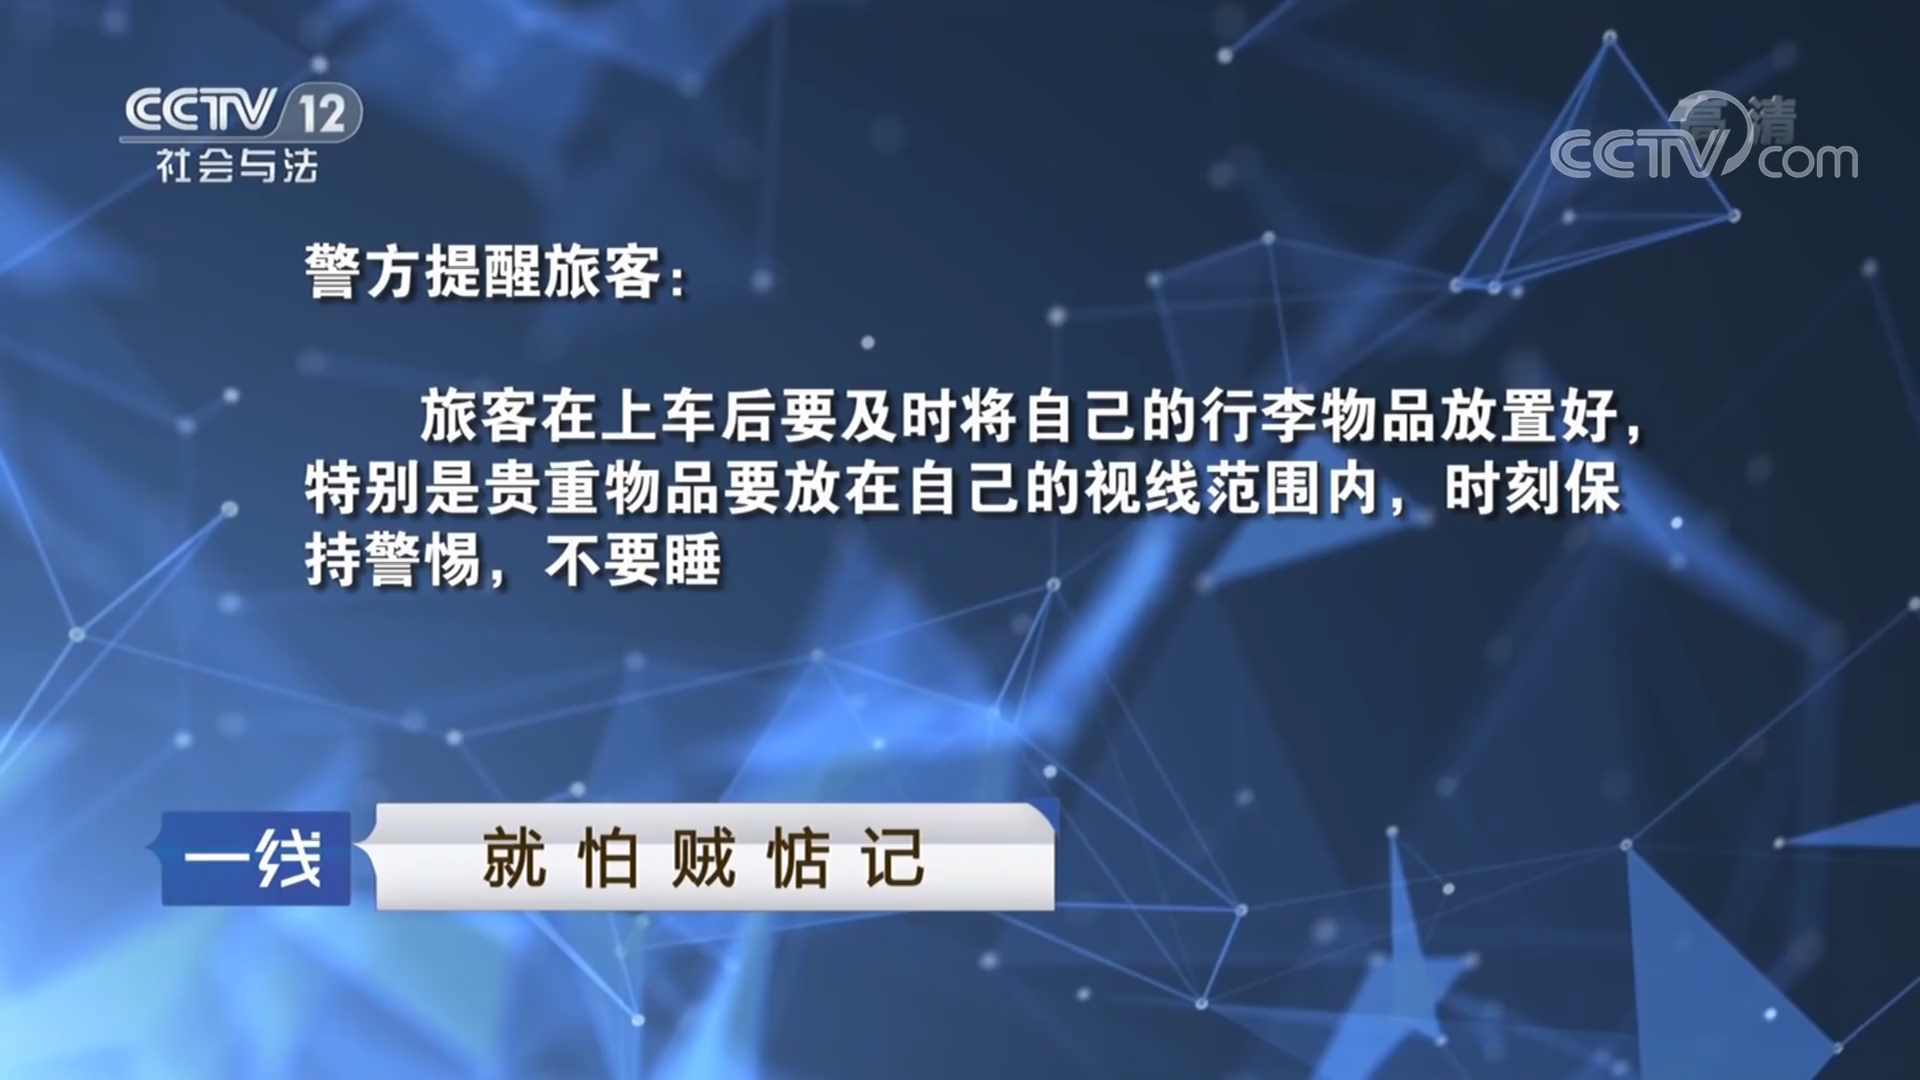 CCTV 12
社会与法
高清
CCTV.com
警方提醒旅客：
旅客在上车后要及时将自己的行李物品放置好，
特别是贵重物品要放在自己的视线范围内，时刻保
持警惕，不要睡
一线
就怕贼惦记